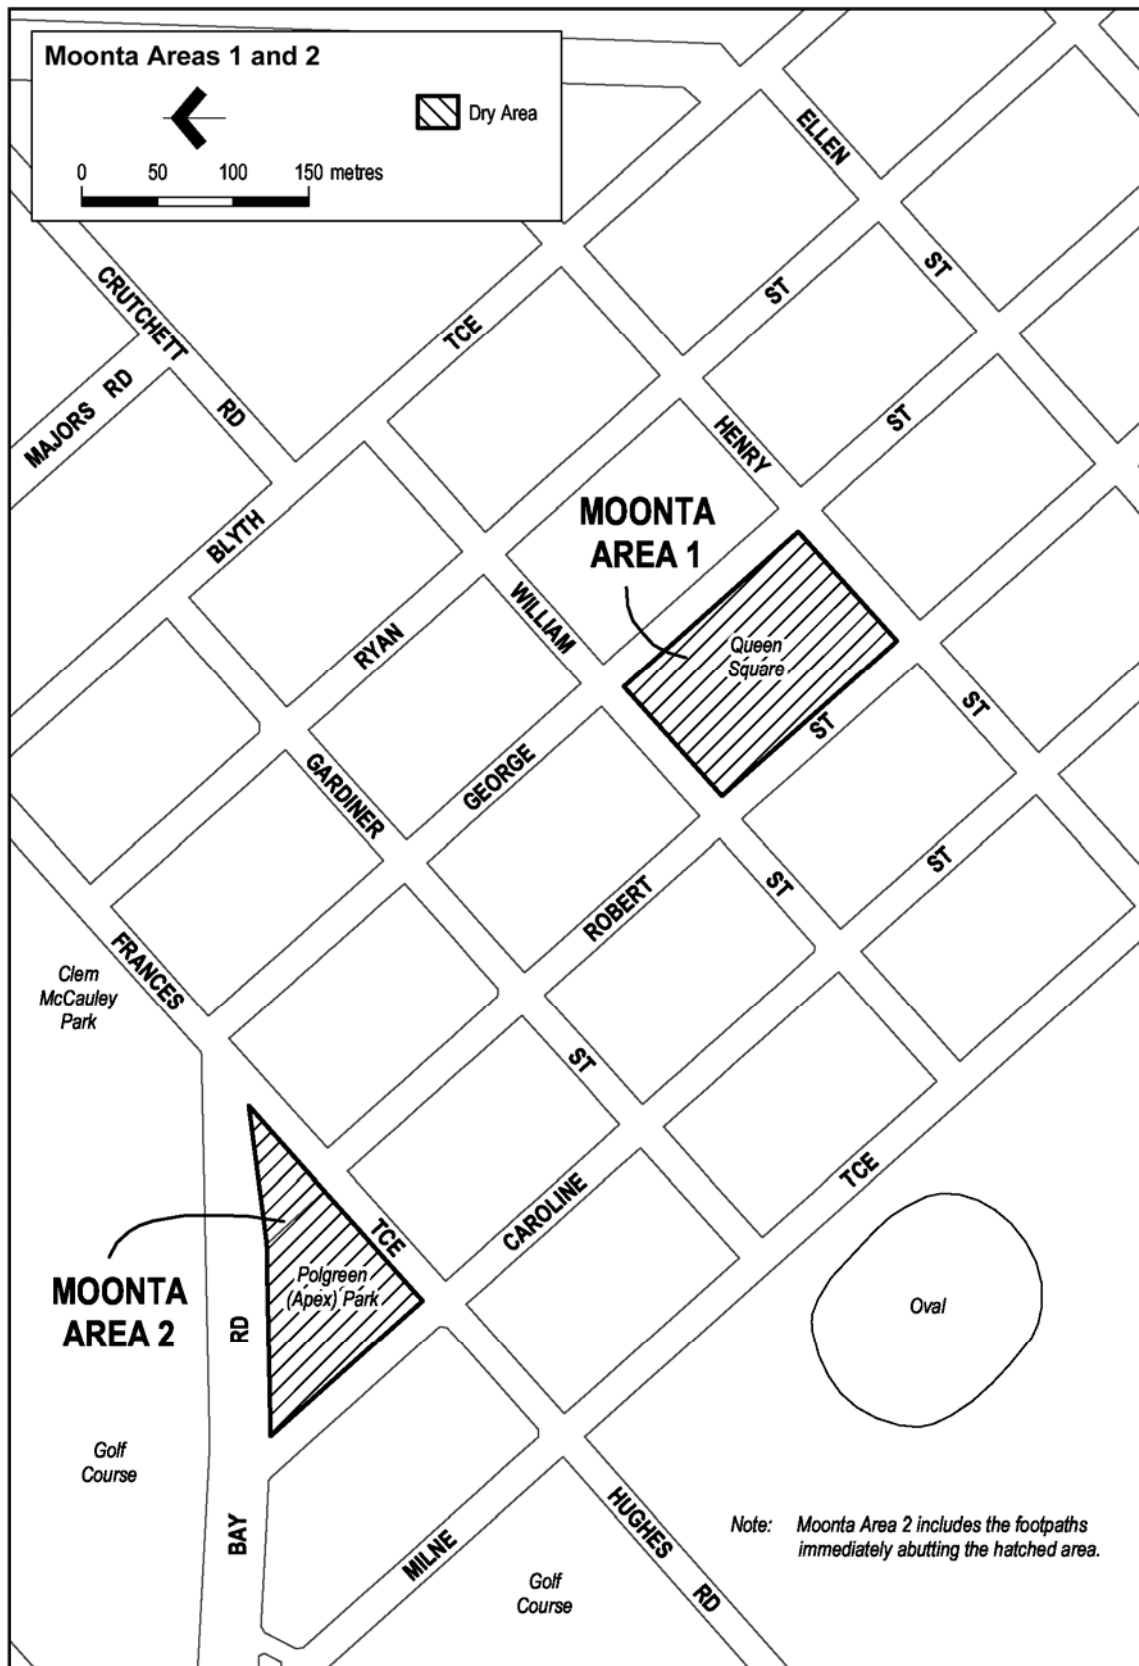 Moonta Areas 1 and 2
Dry Area
0 50 100 150 metres
ELLEN
ST
CRUTCHETT
RD
MAJORS RD
TCE
BLYTH
ST
ST
HENRY
ST
MOONTA
AREA 1
Queen
Square
WILLIAM
ST
RYAN
GEORGE
GARDINER
ST
ROBERT
ST
FRANCES
TCE
Clem
McCauley
Park
ST
CAROLINE
TCE
MOONTA
AREA 2
Polgreen
(Apex) Park
RD
BAY
Oval
Golf
Course
MILNE
HUGHES
RD
Golf
Course
Note: Moonta Area 2 includes the footpaths
immediately abutting the hatched area.